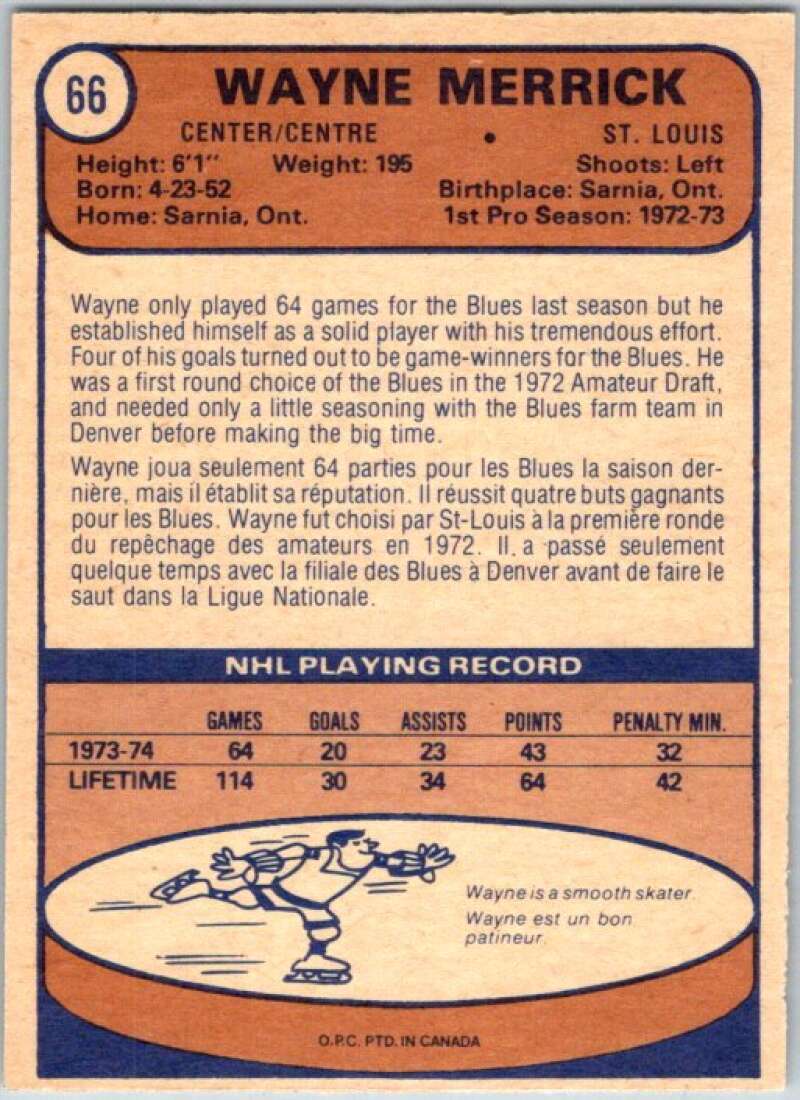 66
WAYNE MERRICK
CENTER/CENTRE • ST. LOUIS
Height: 6'1" Weight: 195 Shoots: Left
Born: 4-23-52 Birthplace: Sarnia, Ont.
Home: Sarnia, Ont. 1st Pro Season: 1972-73
Wayne only played 64 games for the Blues last season but he
established himself as a solid player with his tremendous effort.
Four of his goals turned out to be game-winners for the Blues. He
was a first round choice of the Blues in the 1972 Amateur Draft,
and needed only a little seasoning with the Blues farm team in
Denver before making the big time.
Wayne joua seulement 64 parties pour les Blues la saison der-
nière, mais il établit sa réputation. Il réussit quatre buts gagnants
pour les Blues. Wayne fut choisi par St-Louis à la première ronde
du repêchage des amateurs en 1972. Il a passé seulement
quelque temps avec la filiale des Blues à Denver avant de faire le
saut dans la Ligue Nationale.
NHL PLAYING RECORD
GAMES GOALS ASSISTS POINTS PENALTY MIN.
1973-74 64 20 23 43 32
LIFETIME 114 30 34 64 42
Wayne is a smooth skater.
Wayne est un bon
patineur.
O.P.C. PTD. IN CANADA